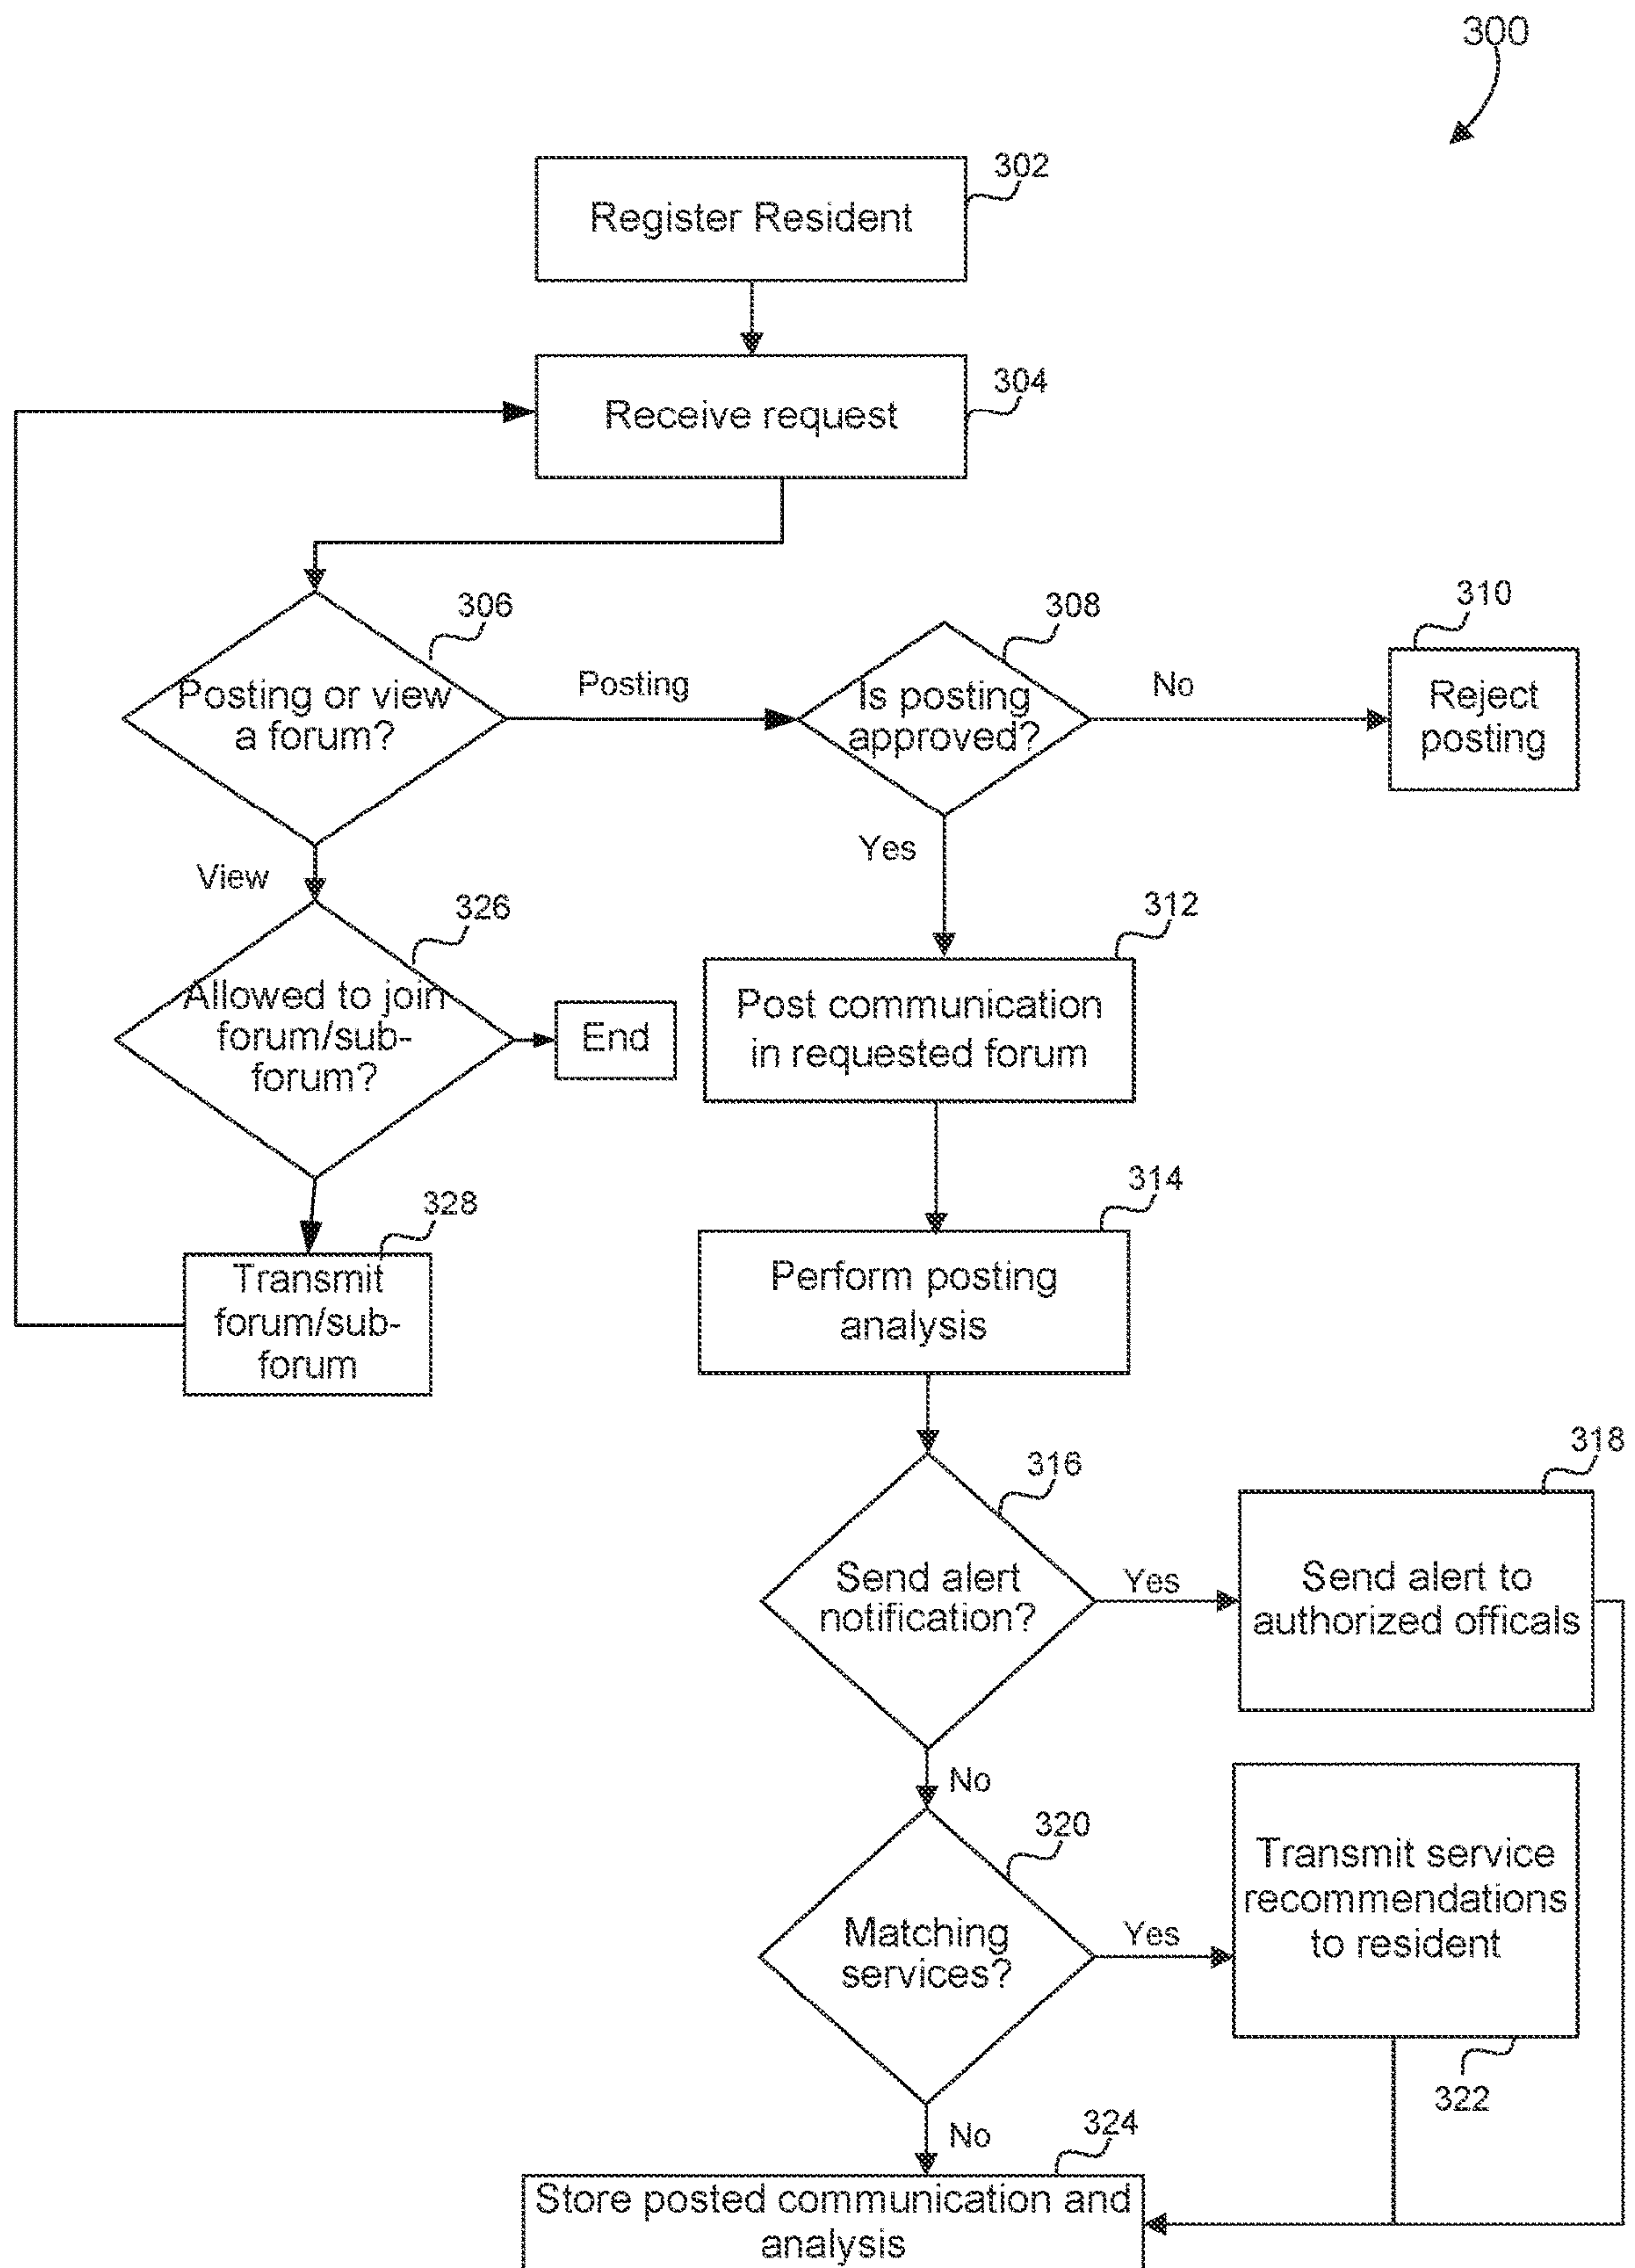 300
302
Register Resident
304
Receive request
306
Posting or view
a forum?
Posting
308
Is posting
approved?
No
310
Reject
posting
View
Yes
326
Allowed to join
forum/sub-
forum?
End
312
Post communication
in requested forum
328
Transmit
forum/sub-
forum
314
Perform posting
analysis
316
Send alert
notification?
Yes
318
Send alert to
authorized officals
No
320
Matching
services?
Yes
Transmit service
recommendations
to resident
322
No
324
Store posted communication and
analysis